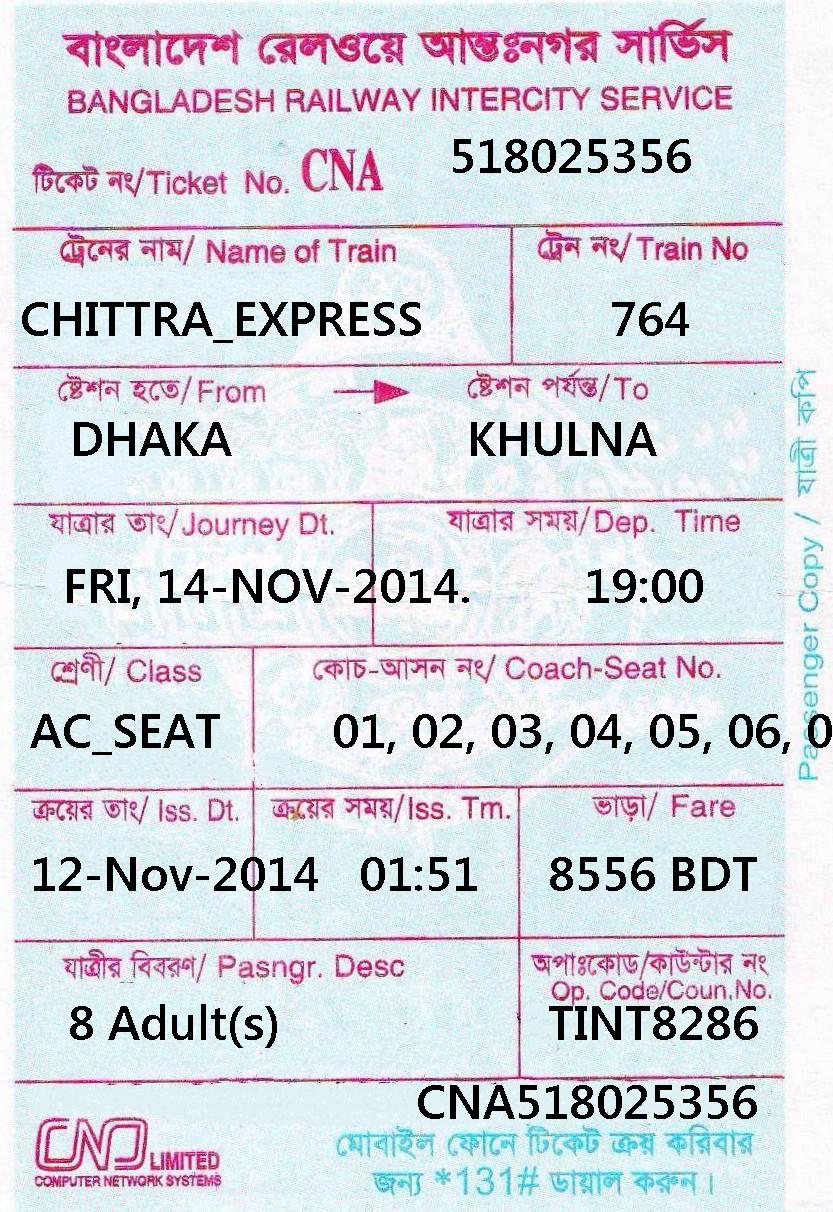 বাংলাদেশ রেলওয়ে আন্তঃনগর সার্ভিস
BANGLADESH RAILWAY INTERCITY SERVICE
টিকেট নং/Ticket No. CNA 518025356
ট্রেনের নাম/ Name of Train ট্রেন নং/Train No
CHITTRA_EXPRESS 764
ষ্টেশন হতে/From ষ্টেশন পর্যন্ত/To
DHAKA KHULNA
যাত্রার তাং/Journey Dt. যাত্রার সময়/Dep. Time
FRI, 14-NOV-2014. 19:00
শ্রেণী/ Class কোচ-আসন নং/ Coach-Seat No.
AC_SEAT 01, 02, 03, 04, 05, 06, 0
ক্রয়ের তাং/ Iss. Dt. ক্রয়ের সময়/Iss. Tm. ভাড়া/ Fare
12-Nov-2014 01:51 8556 BDT
যাত্রীর বিবরণ/ Pasngr. Desc অপাঃকোড/কাউন্টার নং
Op. Code/Coun.No.
8 Adult(s) TINT8286
CNA518025356
CNS LIMITED
COMPUTER NETWORK SYSTEMS
মোবাইল ফোনে টিকেট ক্রয় করিবার
জন্য *131# ডায়াল করুন।
Passenger Copy / যাত্রী কপি